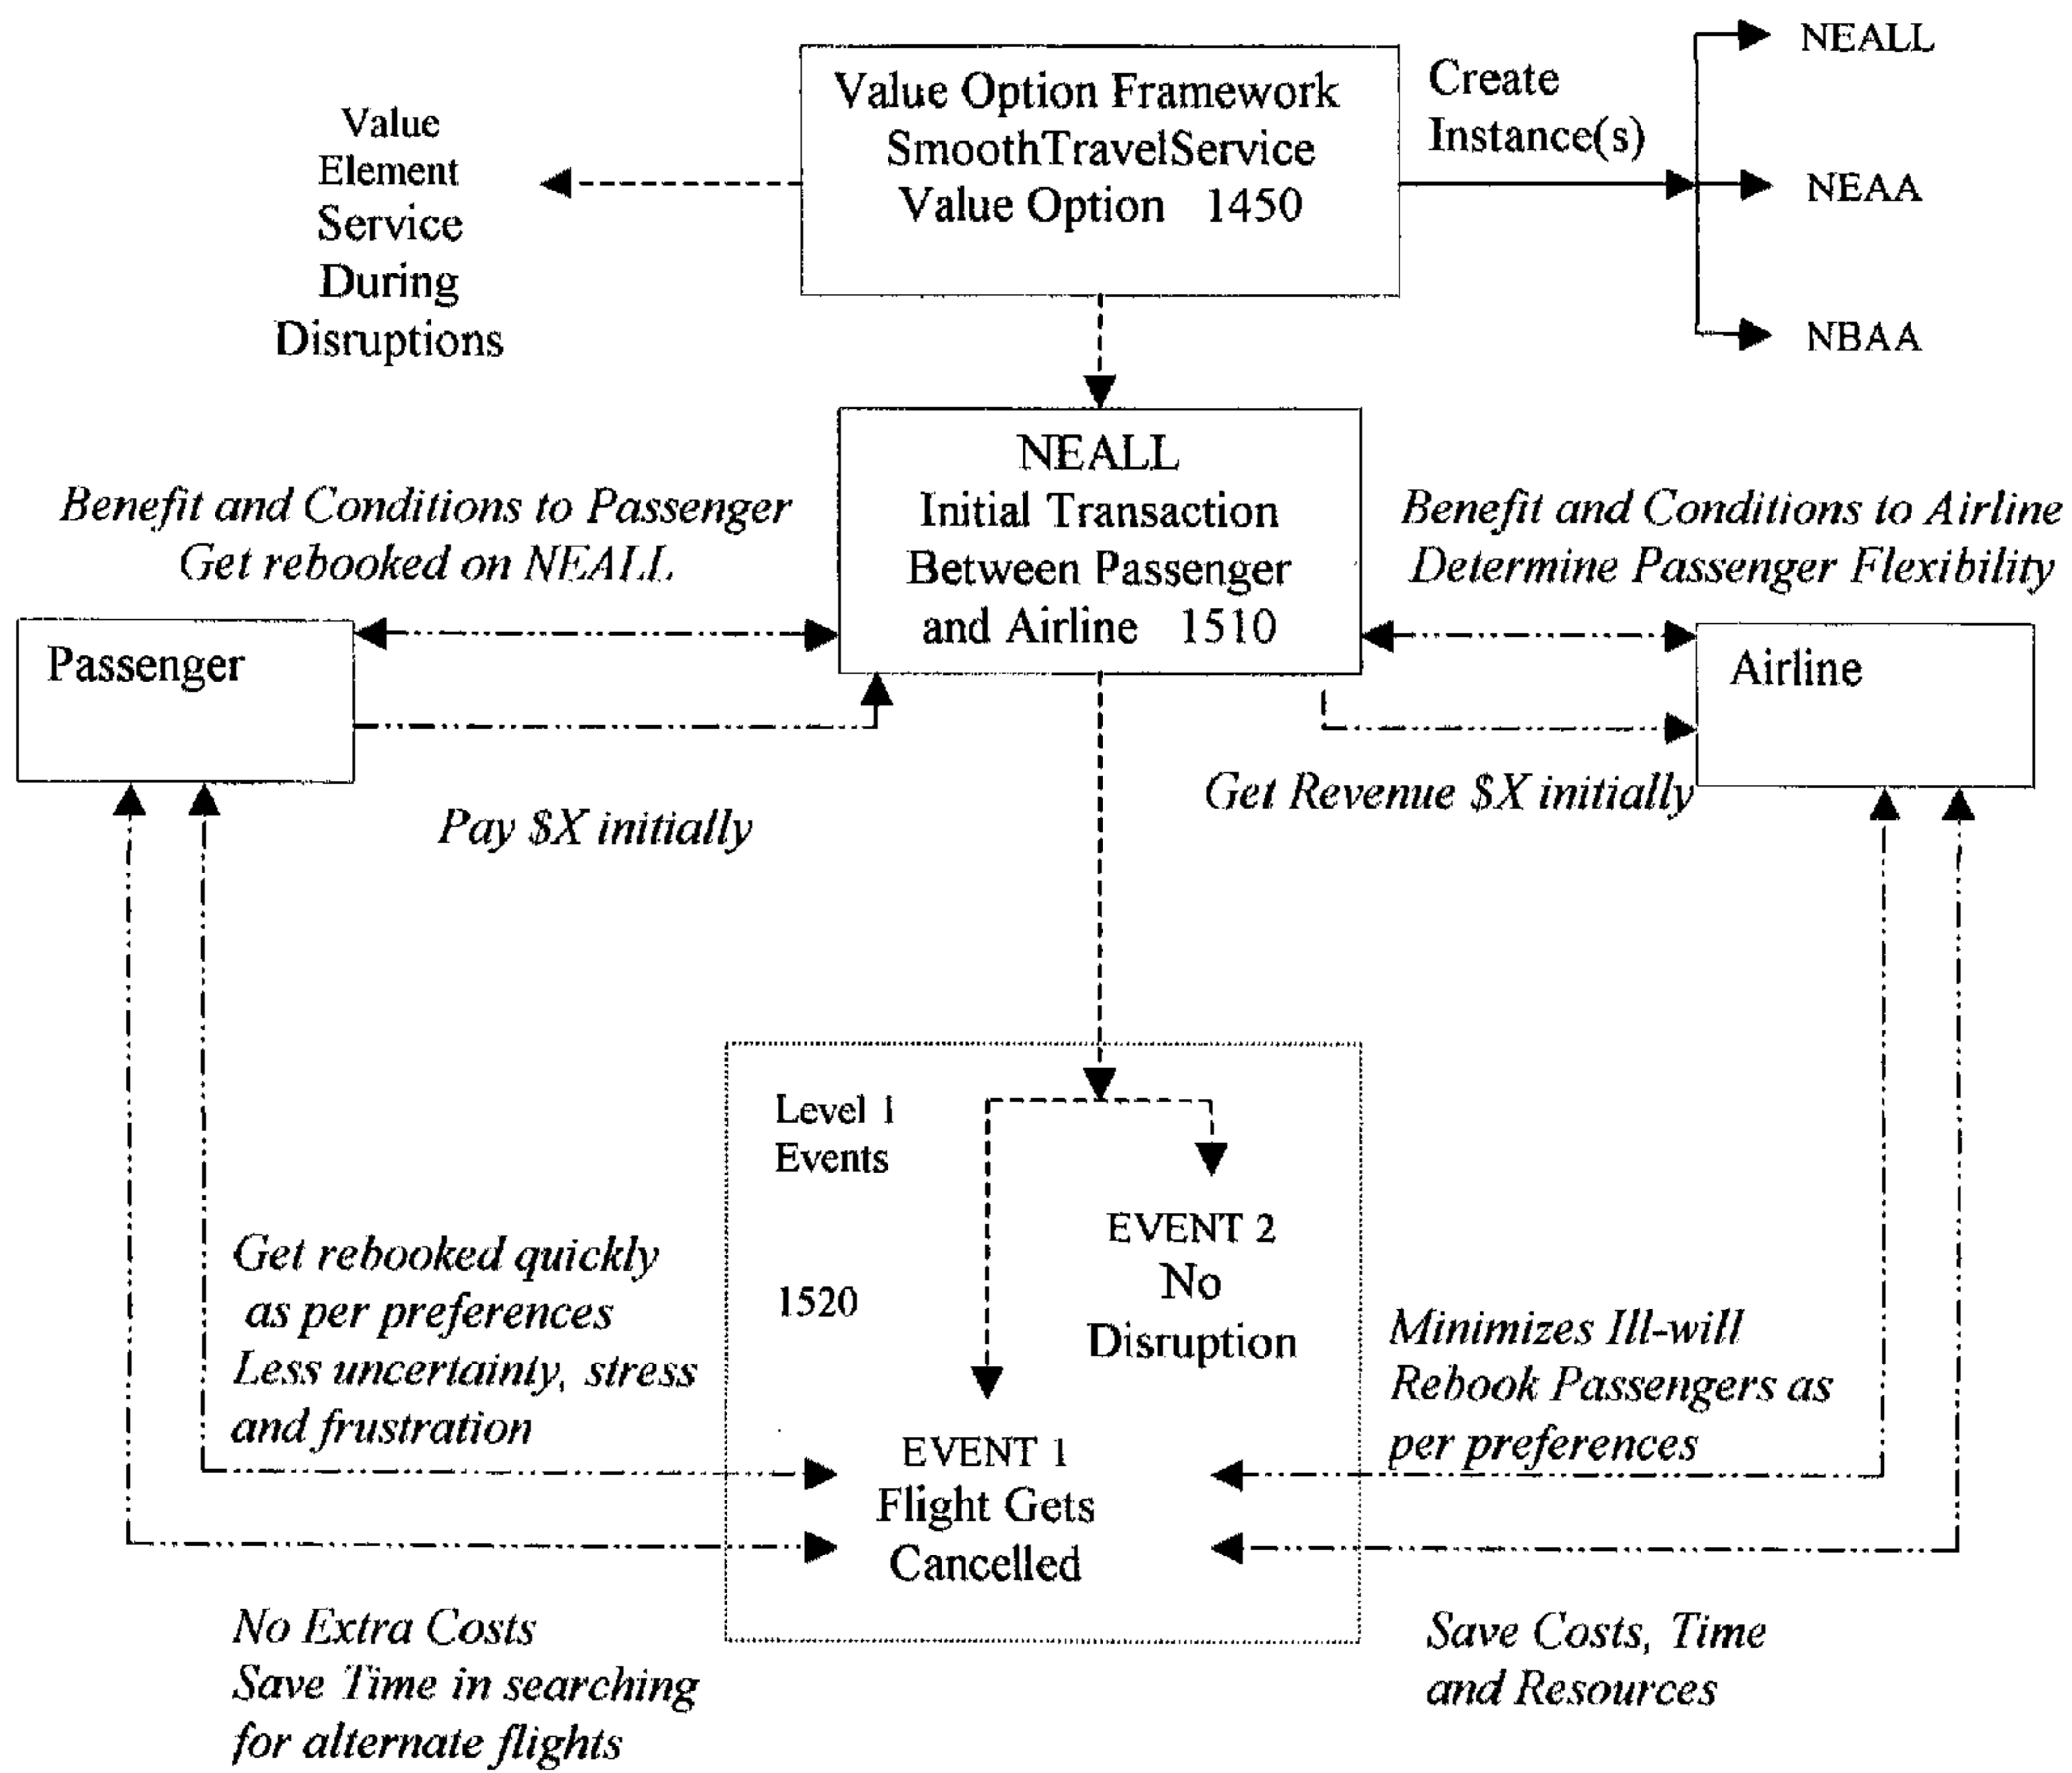 Value Option Framework
SmoothTravelService
Value Option 1450
Create
Instance(s)
NEALL
NEAA
NBAA
Value
Element
Service
During
Disruptions
NEALL
Initial Transaction
Between Passenger
and Airline 1510
Benefit and Conditions to Passenger
Get rebooked on NEALL
Benefit and Conditions to Airline
Determine Passenger Flexibility
Passenger
Airline
Pay $X initially
Get Revenue $X initially
Level 1
Events
1520
EVENT 2
No
Disruption
EVENT 1
Flight Gets
Cancelled
Get rebooked quickly
as per preferences
Less uncertainty, stress
and frustration
Minimizes Ill-will
Rebook Passengers as
per preferences
No Extra Costs
Save Time in searching
for alternate flights
Save Costs, Time
and Resources